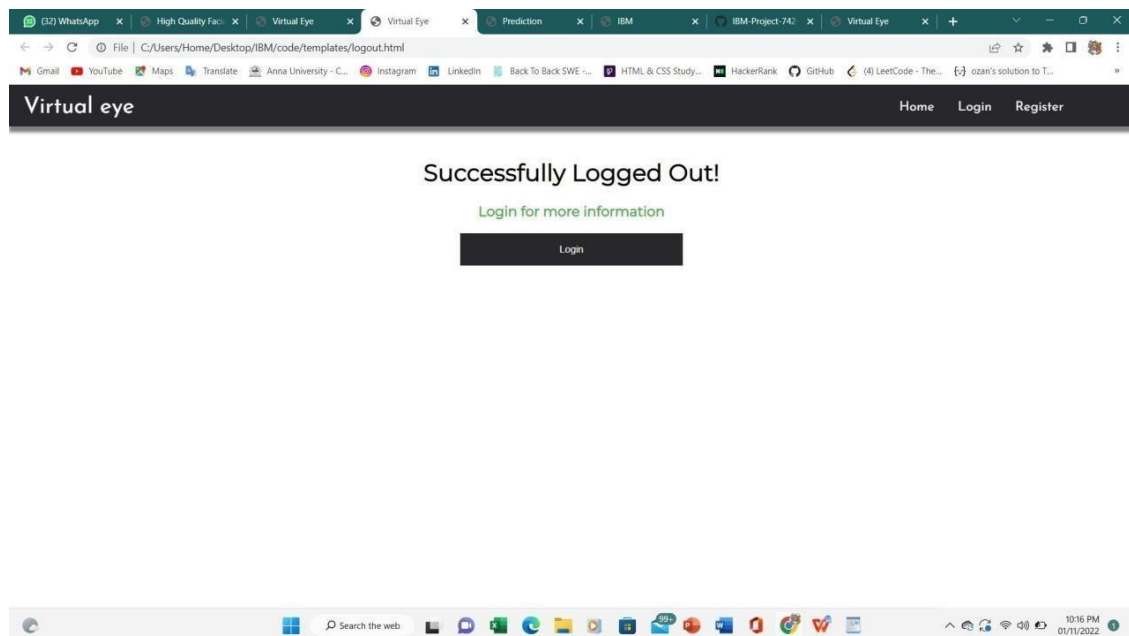 (32) WhatsApp High Quality Faci Virtual Eye Virtual Eye Prediction IBM IBM-Project-742 Virtual Eye
File | C:/Users/Home/Desktop/IBM/code/templates/logout.html
Gmail YouTube Maps Translate Anna University - C... Instagram LinkedIn Back To Back SWE -... HTML & CSS Study... HackerRank GitHub (4) LeetCode - The... ozan's solution to T... »
Virtual eye Home Login Register
Successfully Logged Out!
Login for more information
Login
Search the web 99+ 10:16 PM
01/11/2022